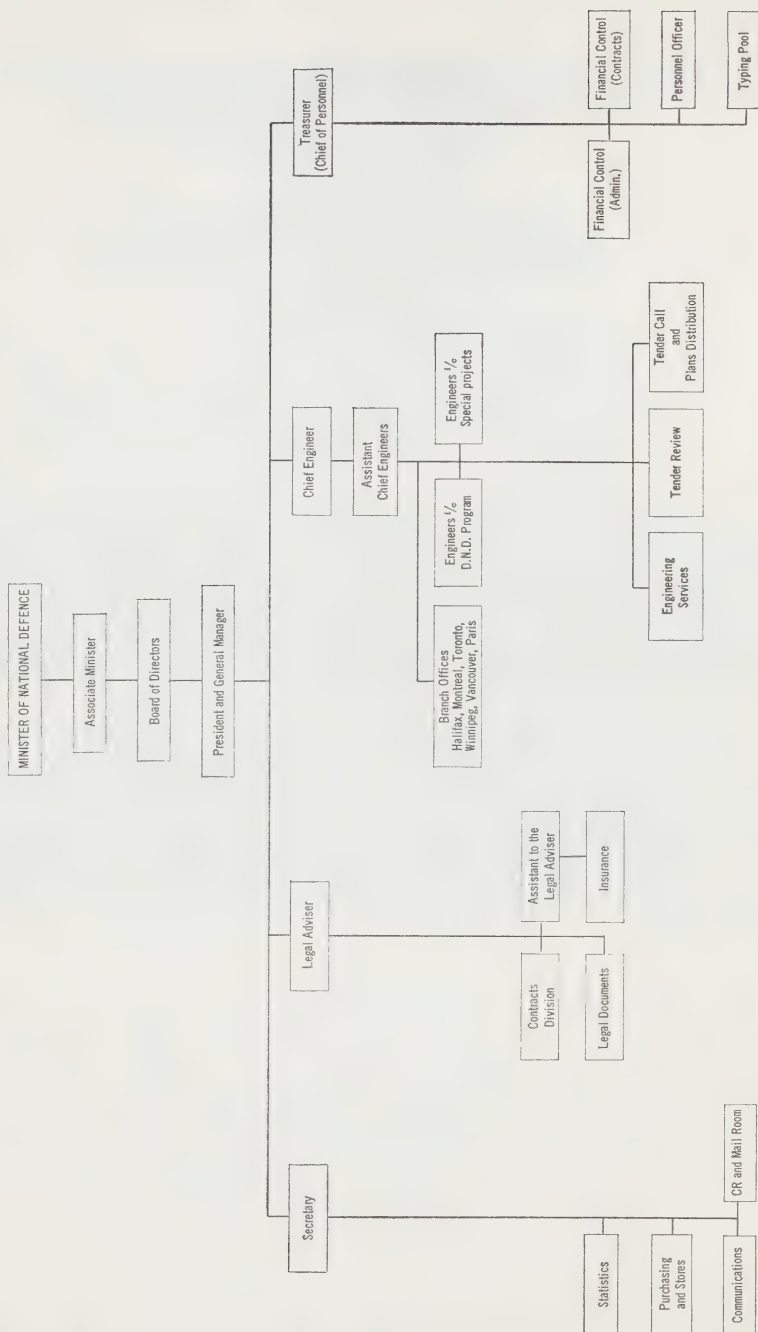 MINISTER OF NATIONAL DEFENCE
Associate Minister
Board of Directors
President and General Manager
Secretary
Legal Adviser
Chief Engineer
Treasurer
(Chief of Personnel)
Assistant
Chief Engineers
Branch Offices
Halifax, Montreal, Toronto,
Winnipeg, Vancouver, Paris
Engineers i/c
D.N.D. Program
Engineers i/c
Special projects
Contracts
Division
Assistant to the
Legal Adviser
Legal Documents
Insurance
Statistics
Purchasing
and Stores
Communications
CR and Mail Room
Engineering
Services
Tender Review
Tender Call
and
Plans Distribution
Financial Control
(Admin.)
Financial Control
(Contracts)
Personnel Officer
Typing Pool